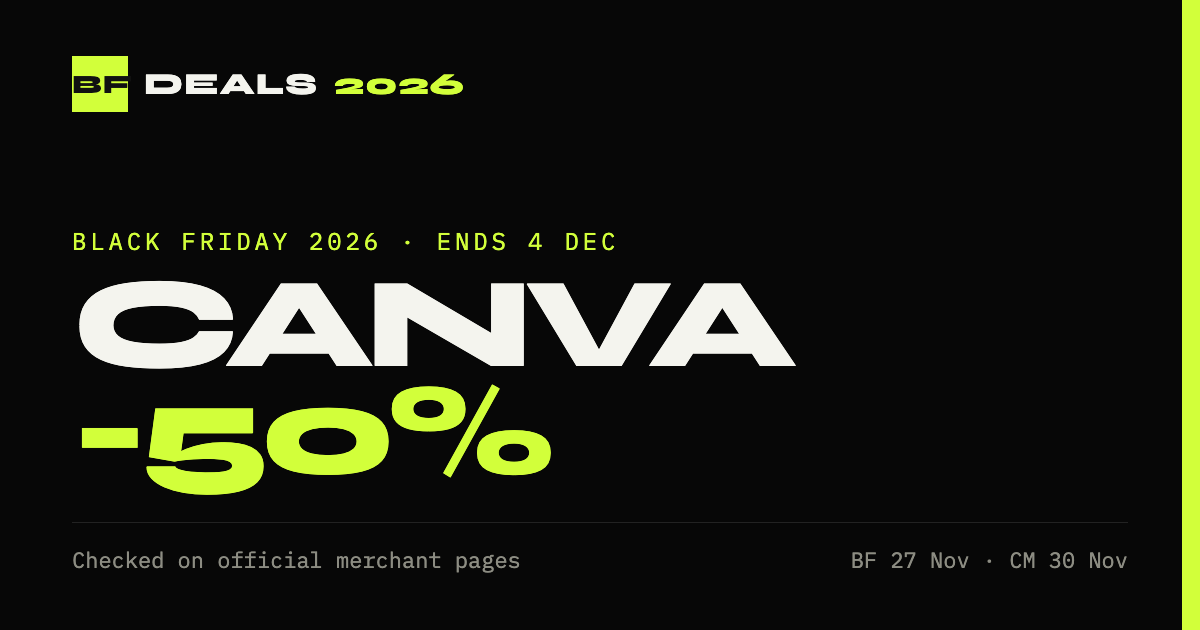 BF DEALS 2026
BLACK FRIDAY 2026 · ENDS 4 DEC
CANVA
-50%
Checked on official merchant pages
BF 27 Nov · CM 30 Nov